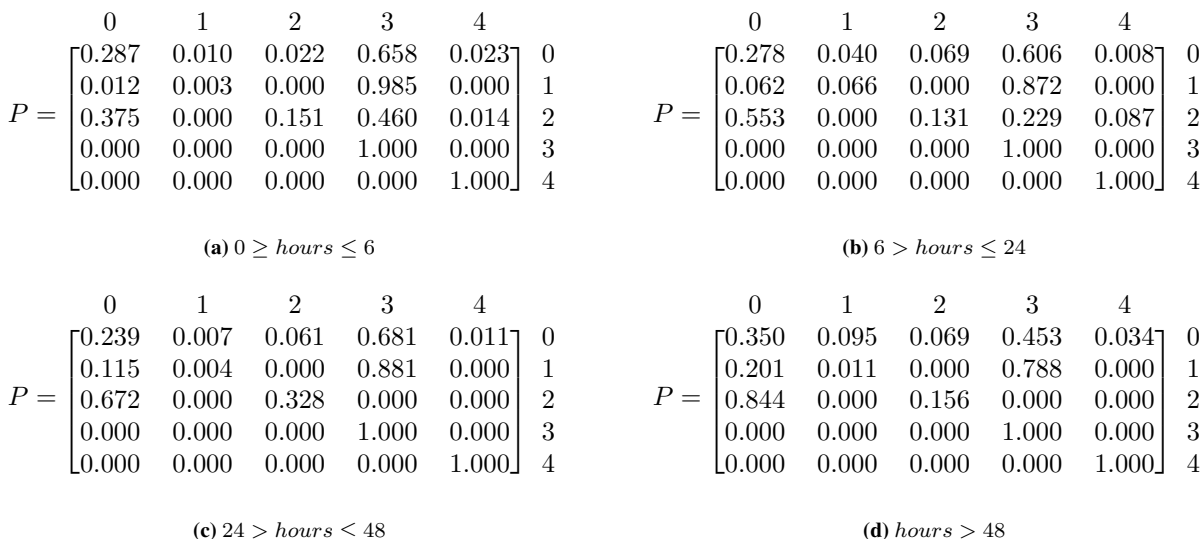 0 1 2 3 4
0.287 0.010 0.022 0.658 0.023 0
0.012 0.003 0.000 0.985 0.000 1
P = 0.375 0.000 0.151 0.460 0.014 2
0.000 0.000 0.000 1.000 0.000 3
0.000 0.000 0.000 0.000 1.000 4
(a) 0 ≥ hours ≤ 6
0 1 2 3 4
0.278 0.040 0.069 0.606 0.008 0
0.062 0.066 0.000 0.872 0.000 1
P = 0.553 0.000 0.131 0.229 0.087 2
0.000 0.000 0.000 1.000 0.000 3
0.000 0.000 0.000 0.000 1.000 4
(b) 6 > hours ≤ 24
0 1 2 3 4
0.239 0.007 0.061 0.681 0.011 0
0.115 0.004 0.000 0.881 0.000 1
P = 0.672 0.000 0.328 0.000 0.000 2
0.000 0.000 0.000 1.000 0.000 3
0.000 0.000 0.000 0.000 1.000 4
(c) 24 > hours < 48
0 1 2 3 4
0.350 0.095 0.069 0.453 0.034 0
0.201 0.011 0.000 0.788 0.000 1
P = 0.844 0.000 0.156 0.000 0.000 2
0.000 0.000 0.000 1.000 0.000 3
0.000 0.000 0.000 0.000 1.000 4
(d) hours > 48